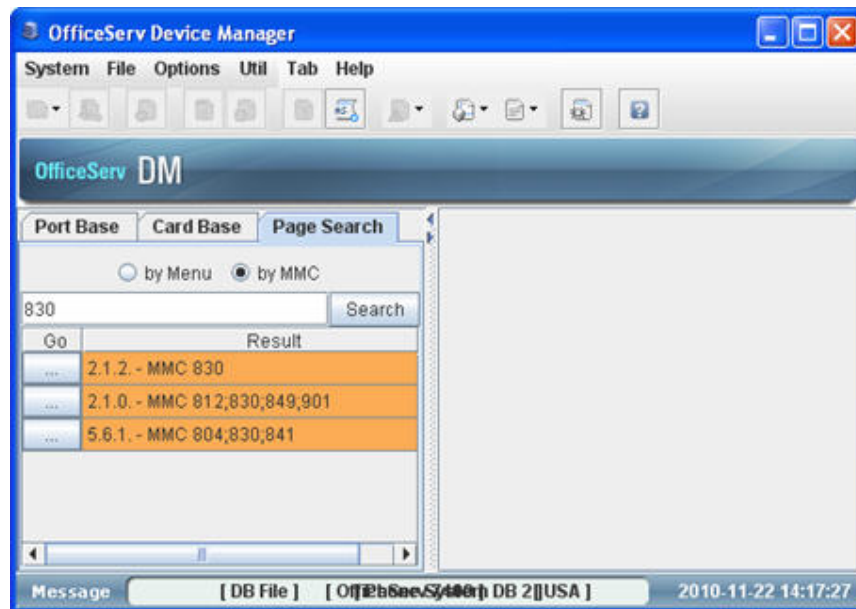 OfficeServ Device Manager
System File Options Util Tab Help
OfficeServ DM
Port Base Card Base Page Search
by Menu by MMC
830 Search
Go Result
... 2.1.2. - MMC 830
... 2.1.0. - MMC 812;830;849;901
... 5.6.1. - MMC 804;830;841
Message [ DB File ] DB 2 USA ] 2010-11-22 14:17:27